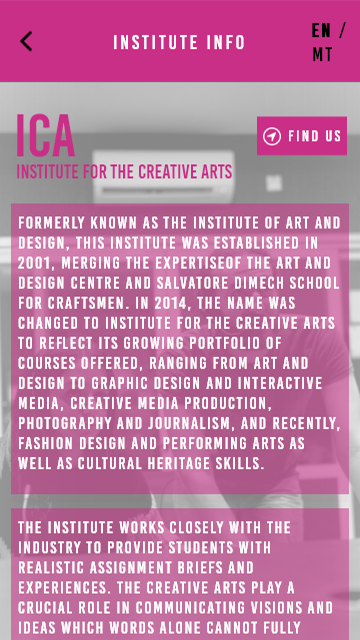 INSTITUTE INFO
EN /
MT
ICA
INSTITUTE FOR THE CREATIVE ARTS
FIND US
FORMERLY KNOWN AS THE INSTITUTE OF ART AND
DESIGN, THIS INSTITUTE WAS ESTABLISHED IN
2001, MERGING THE EXPERTISEOF THE ART AND
DESIGN CENTRE AND SALVATORE DIMECH SCHOOL
FOR CRAFTSMEN. IN 2014, THE NAME WAS
CHANGED TO INSTITUTE FOR THE CREATIVE ARTS
TO REFLECT ITS GROWING PORTFOLIO OF
COURSES OFFERED, RANGING FROM ART AND
DESIGN TO GRAPHIC DESIGN AND INTERACTIVE
MEDIA, CREATIVE MEDIA PRODUCTION,
PHOTOGRAPHY AND JOURNALISM, AND RECENTLY,
FASHION DESIGN AND PERFORMING ARTS AS
WELL AS CULTURAL HERITAGE SKILLS.
THE INSTITUTE WORKS CLOSELY WITH THE
INDUSTRY TO PROVIDE STUDENTS WITH
REALISTIC ASSIGNMENT BRIEFS AND
EXPERIENCES. THE CREATIVE ARTS PLAY A
CRUCIAL ROLE IN COMMUNICATING VISIONS AND
IDEAS WHICH WORDS ALONE CANNOT FULLY